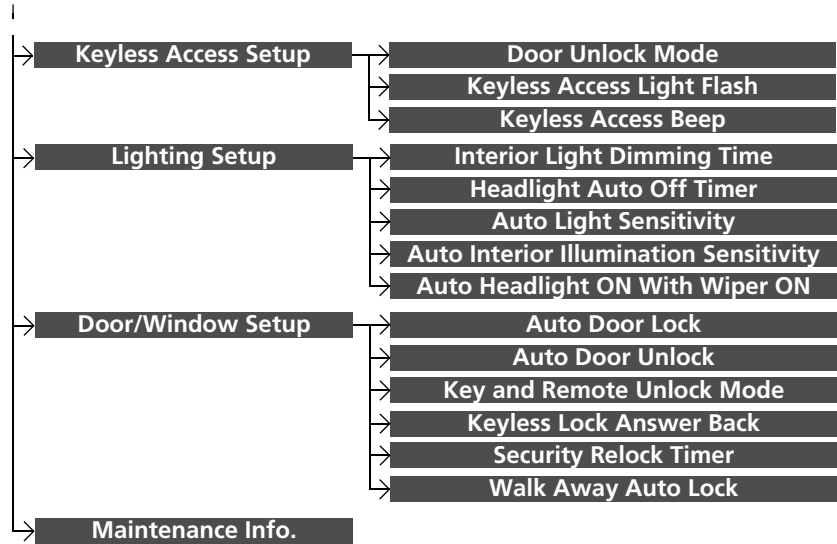 Keyless Access Setup
Door Unlock Mode
Keyless Access Light Flash
Keyless Access Beep
Lighting Setup
Interior Light Dimming Time
Headlight Auto Off Timer
Auto Light Sensitivity
Auto Interior Illumination Sensitivity
Auto Headlight ON With Wiper ON
Door/Window Setup
Auto Door Lock
Auto Door Unlock
Key and Remote Unlock Mode
Keyless Lock Answer Back
Security Relock Timer
Walk Away Auto Lock
Maintenance Info.